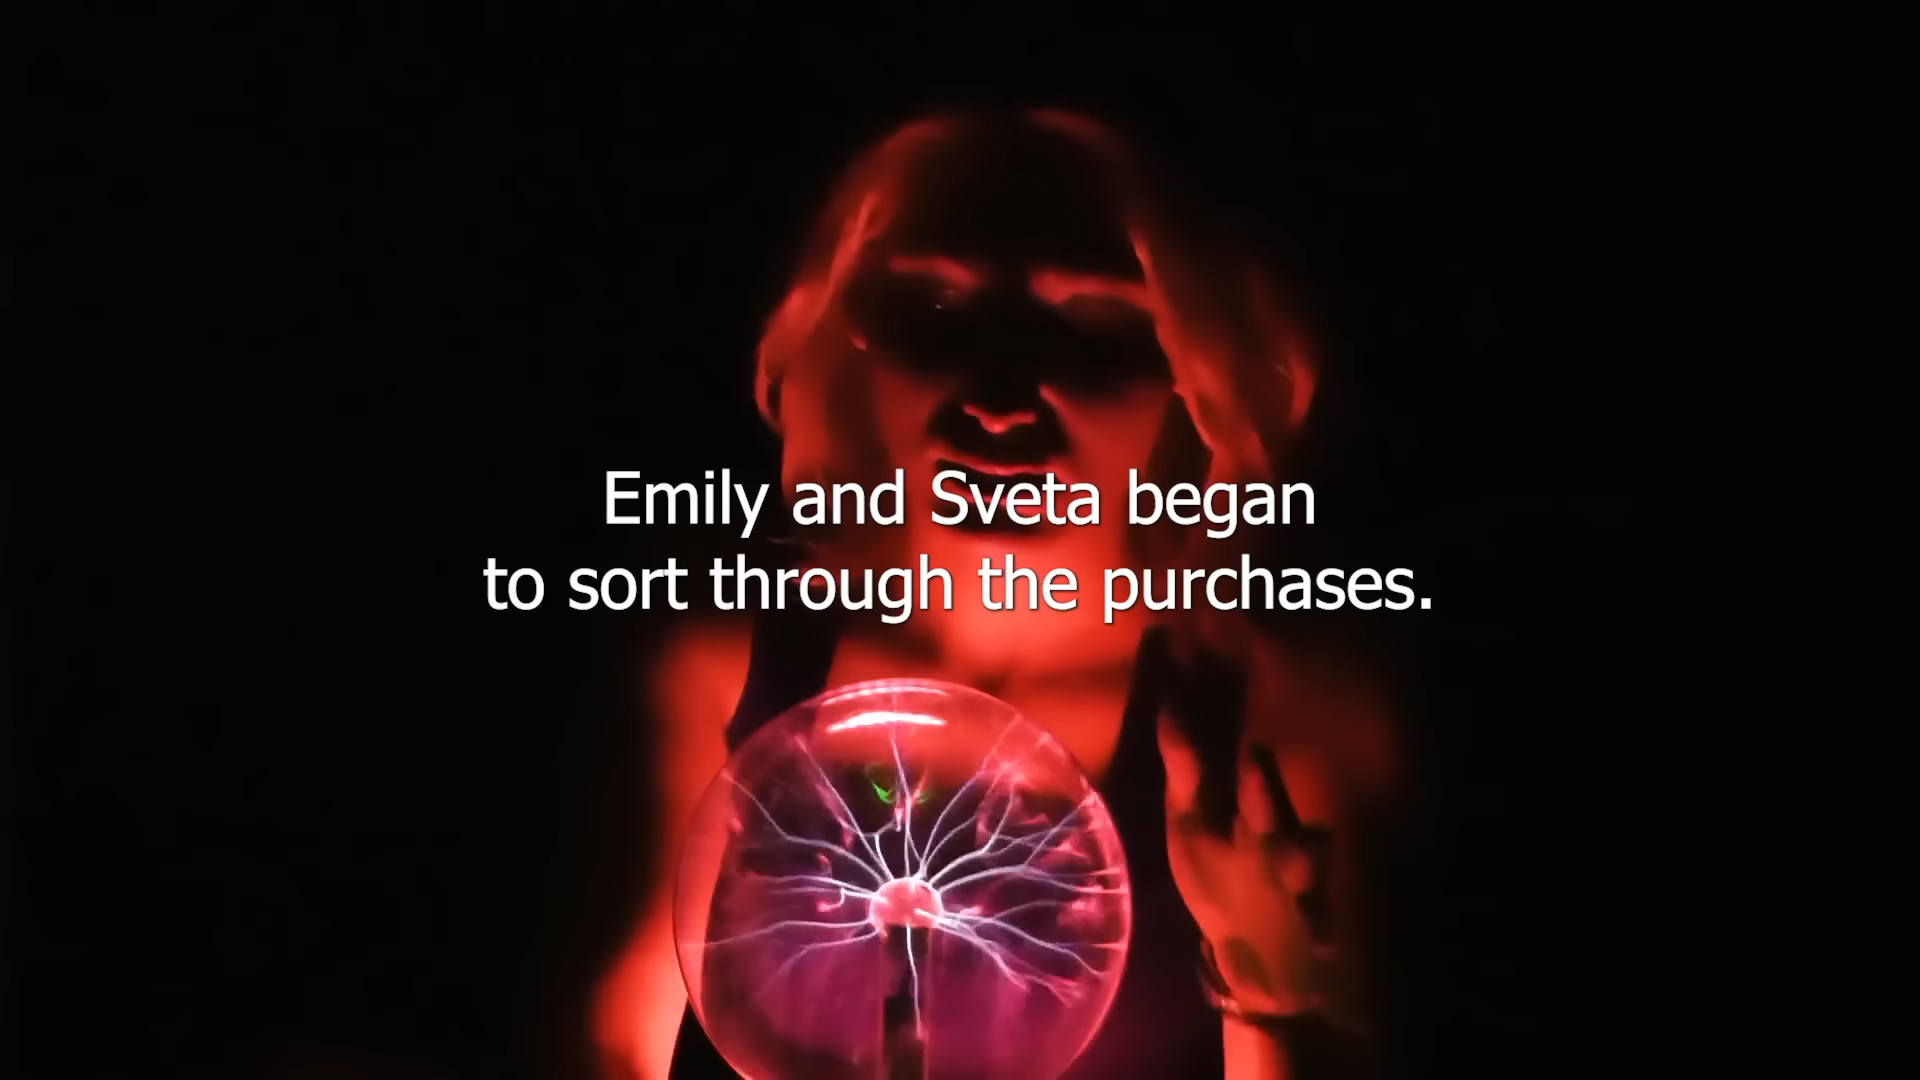 Emily and Sveta began
to sort through the purchases.